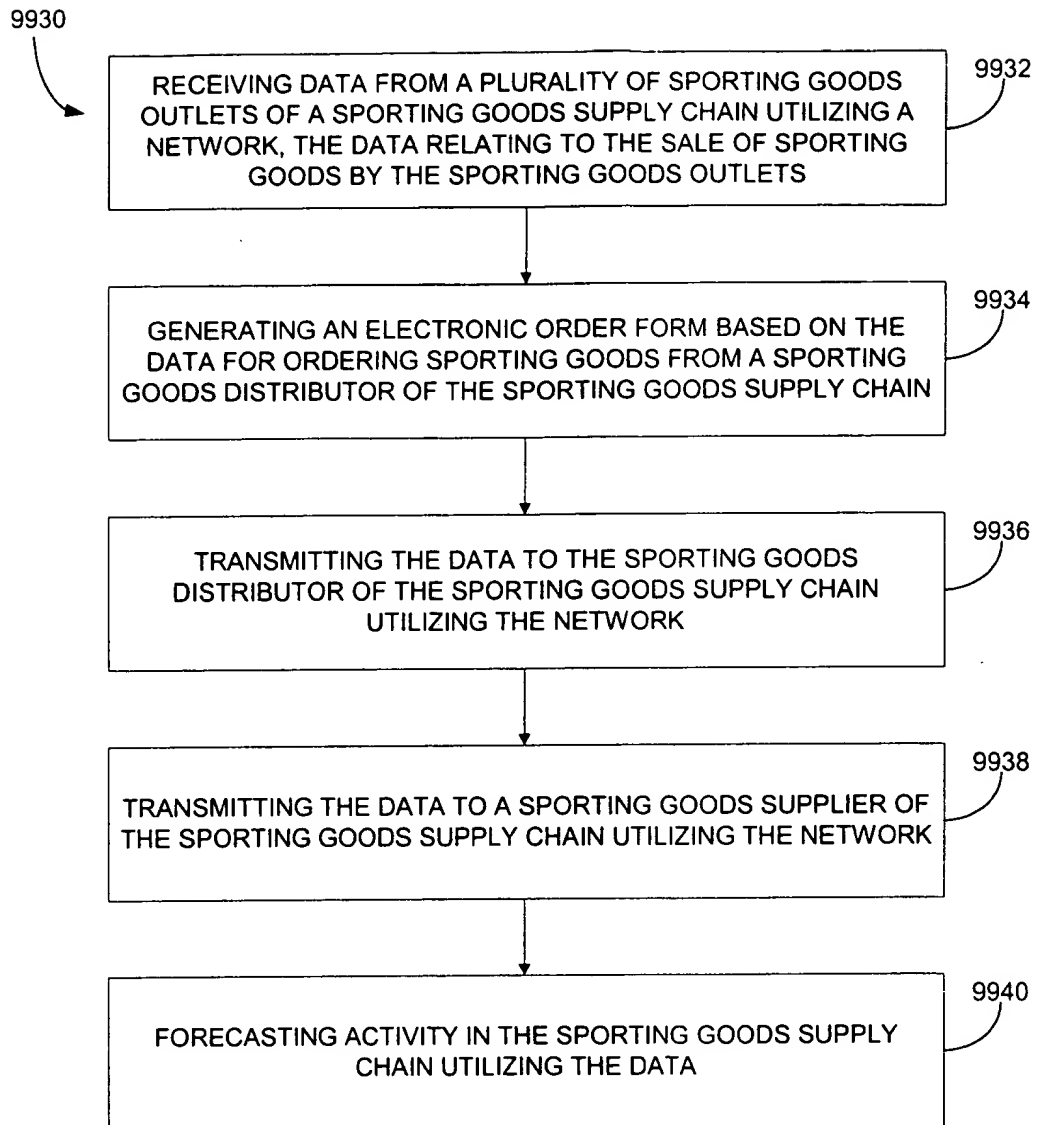 9930
RECEIVING DATA FROM A PLURALITY OF SPORTING GOODS
OUTLETS OF A SPORTING GOODS SUPPLY CHAIN UTILIZING A
NETWORK, THE DATA RELATING TO THE SALE OF SPORTING
GOODS BY THE SPORTING GOODS OUTLETS
9932
GENERATING AN ELECTRONIC ORDER FORM BASED ON THE
DATA FOR ORDERING SPORTING GOODS FROM A SPORTING
GOODS DISTRIBUTOR OF THE SPORTING GOODS SUPPLY CHAIN
9934
TRANSMITTING THE DATA TO THE SPORTING GOODS
DISTRIBUTOR OF THE SPORTING GOODS SUPPLY CHAIN
UTILIZING THE NETWORK
9936
TRANSMITTING THE DATA TO A SPORTING GOODS SUPPLIER OF
THE SPORTING GOODS SUPPLY CHAIN UTILIZING THE NETWORK
9938
FORECASTING ACTIVITY IN THE SPORTING GOODS SUPPLY
CHAIN UTILIZING THE DATA
9940